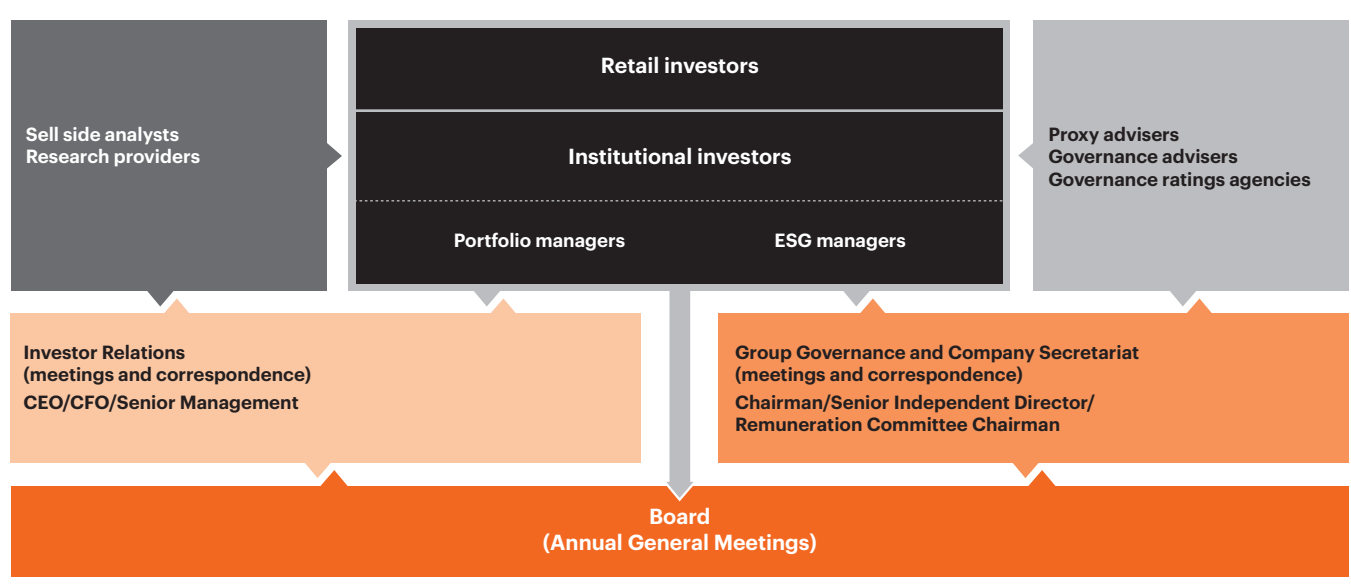 Retail investors
Sell side analysts
Research providers
Institutional investors
Portfolio managers
ESG managers
Proxy advisers
Governance advisers
Governance ratings agencies
Investor Relations
(meetings and correspondence)
CEO/CFO/Senior Management
Group Governance and Company Secretariat
(meetings and correspondence)
Chairman/Senior Independent Director/
Remuneration Committee Chairman
Board
(Annual General Meetings)